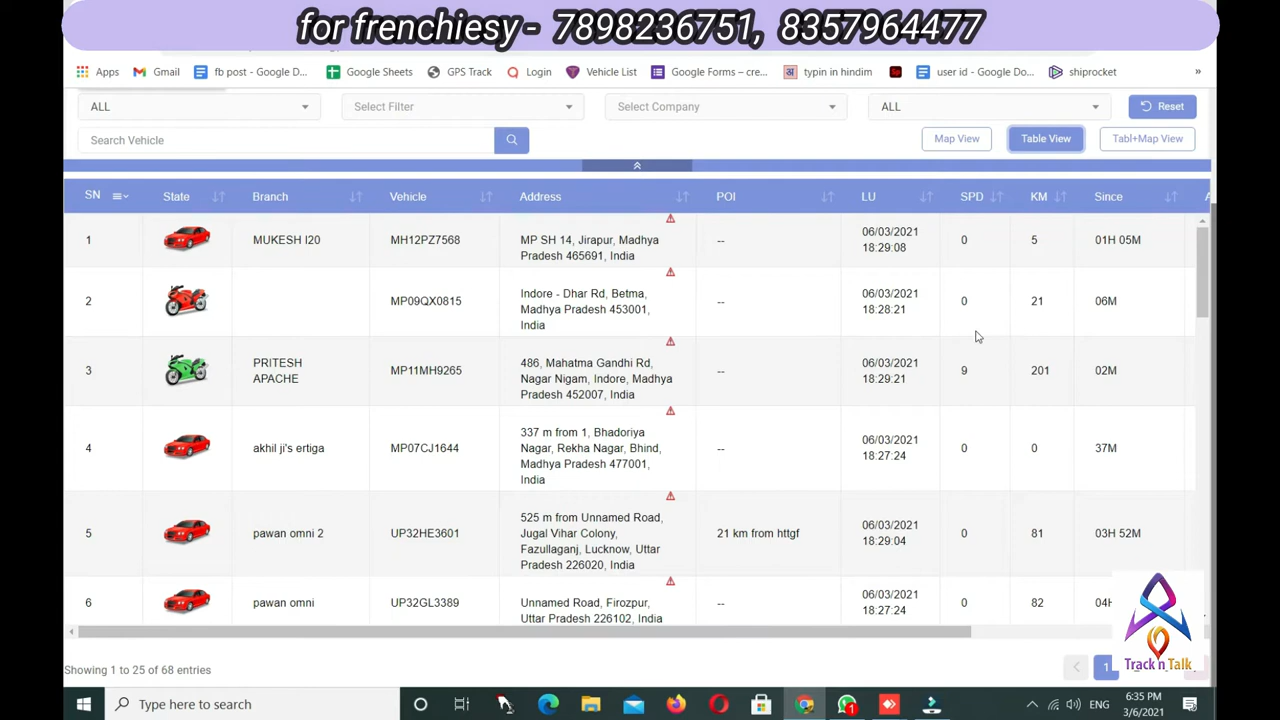 for frenchiesy - 7898236751, 8357964477
Apps Gmail fb post - Google D... Google Sheets GPS Track Login Vehicle List Google Forms – cre... typin in hindim user id - Google Do... shiprocket »
ALL Select Filter Select Company ALL Reset
Search Vehicle Map View Table View Tabl+Map View
SN State Branch Vehicle Address POI LU SPD KM Since
1 MUKESH I20 MH12PZ7568 MP SH 14, Jirapur, Madhya -- 06/03/2021 0 5 01H 05M
Pradesh 465691, India 18:29:08
2 MP09QX0815 Indore - Dhar Rd, Betma, -- 06/03/2021 0 21 06M
Madhya Pradesh 453001, 18:28:21
India
3 PRITESH MP11MH9265 486, Mahatma Gandhi Rd, -- 06/03/2021 9 201 02M
APACHE Nagar Nigam, Indore, Madhya 18:29:21
Pradesh 452007, India
4 akhil ji's ertiga MP07CJ1644 337 m from 1, Bhadoriya -- 06/03/2021 0 0 37M
Nagar, Rekha Nagar, Bhind, 18:27:24
Madhya Pradesh 477001,
India
5 pawan omni 2 UP32HE3601 525 m from Unnamed Road, 21 km from httgf 06/03/2021 0 81 03H 52M
Jugal Vihar Colony, 18:29:04
Fazullaganj, Lucknow, Uttar
Pradesh 226020, India
6 pawan omni UP32GL3389 Unnamed Road, Firozpur, -- 06/03/2021 0 82 04H
Uttar Pradesh 226102, India 18:27:24
Track n Talk
Showing 1 to 25 of 68 entries 1
Type here to search 1 ENG 6:35 PM
3/6/2021